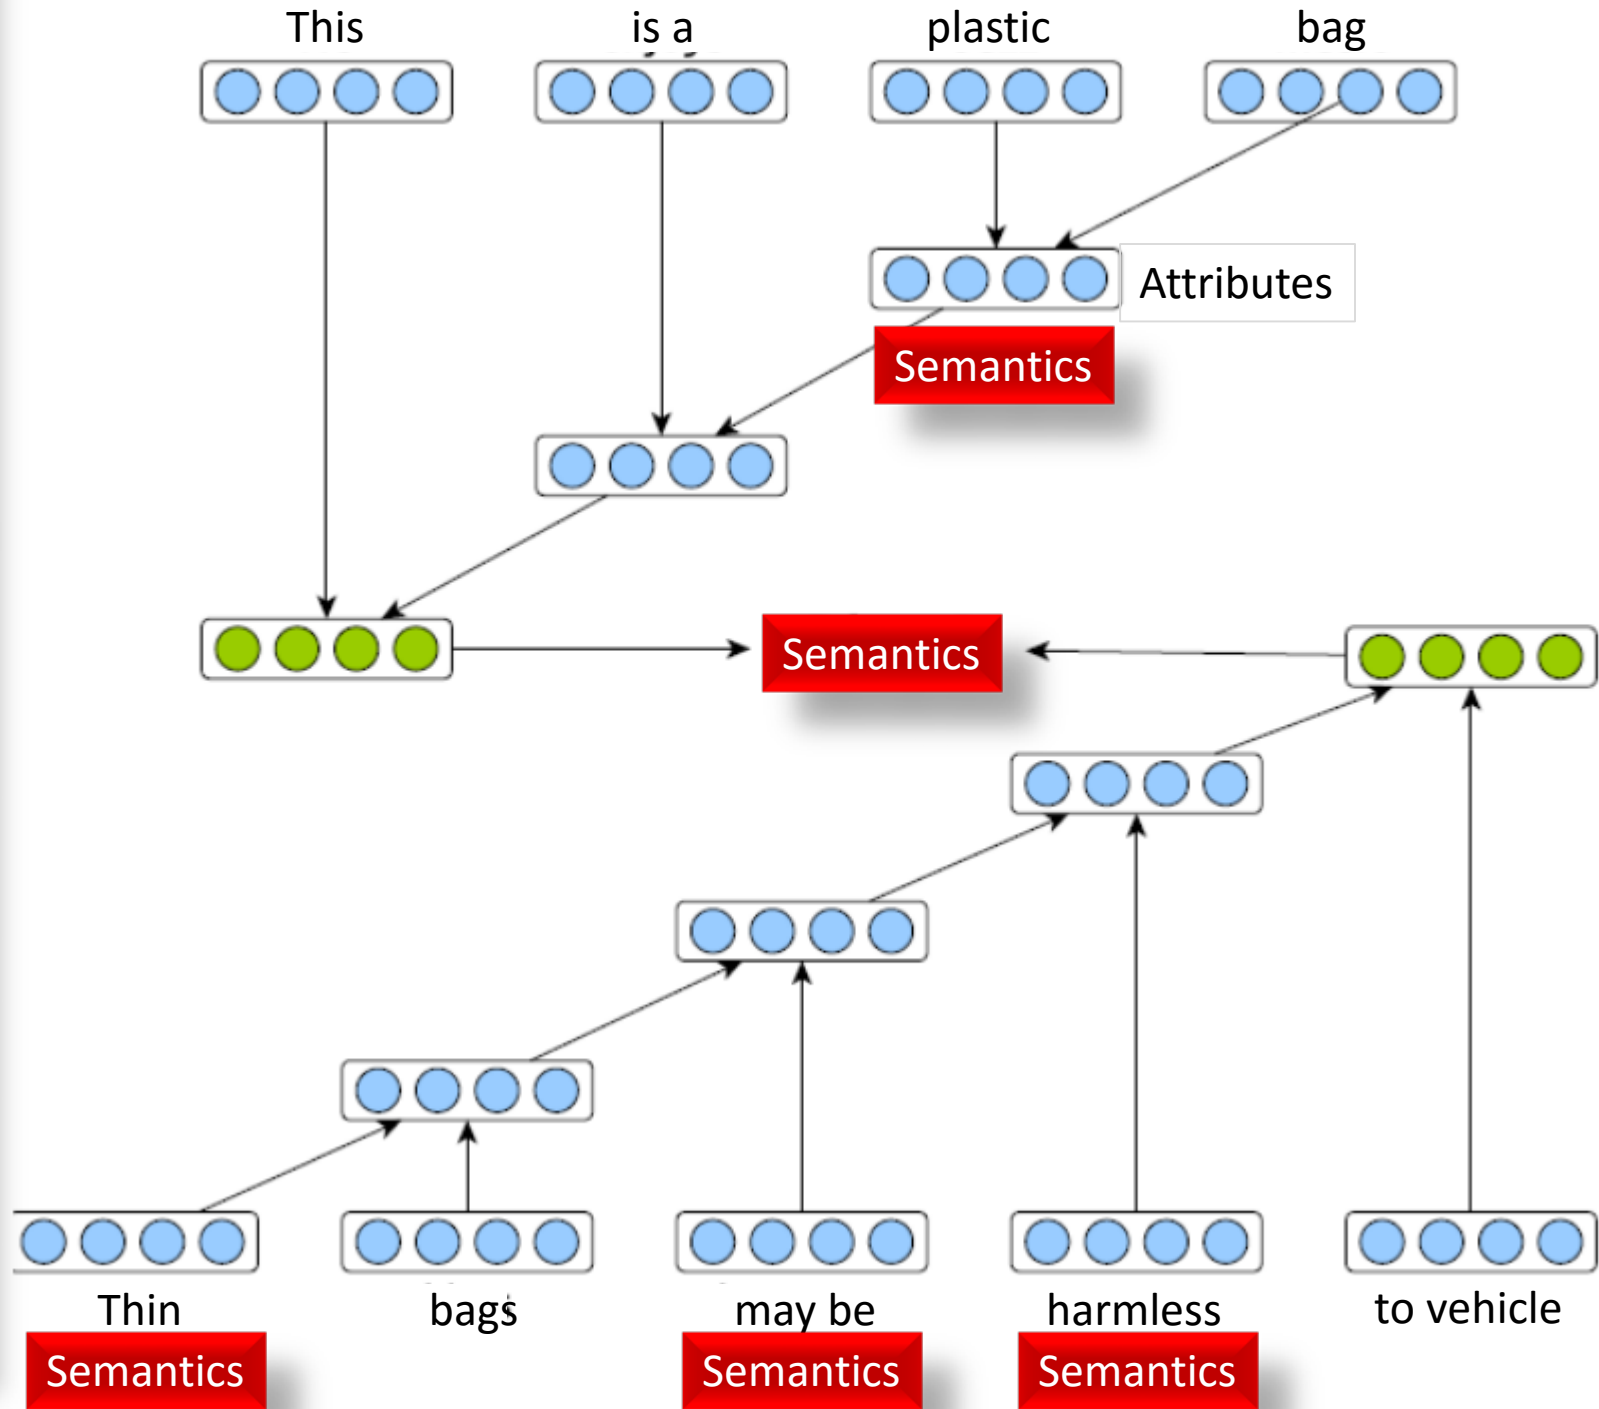 This is a plastic bag
Attributes
Semantics
Semantics
Thin bags may be harmless to vehicle
Semantics Semantics Semantics